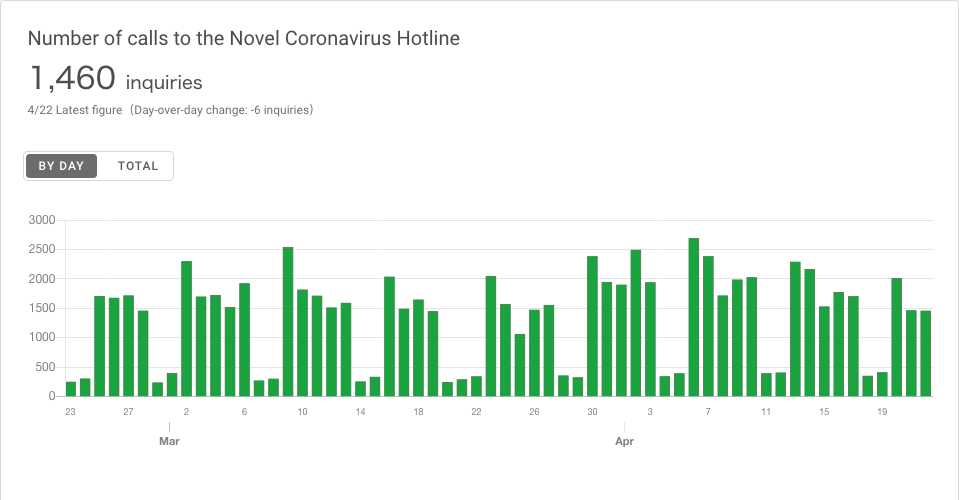 Number of calls to the Novel Coronavirus Hotline
1,460 inquiries
4/22 Latest figure（Day-over-day change: -6 inquiries）
BY DAY TOTAL
3000
2500
2000
1500
1000
500
0
23 27 2 6 10 14 18 22 26 30 3 7 11 15 19
Mar Apr